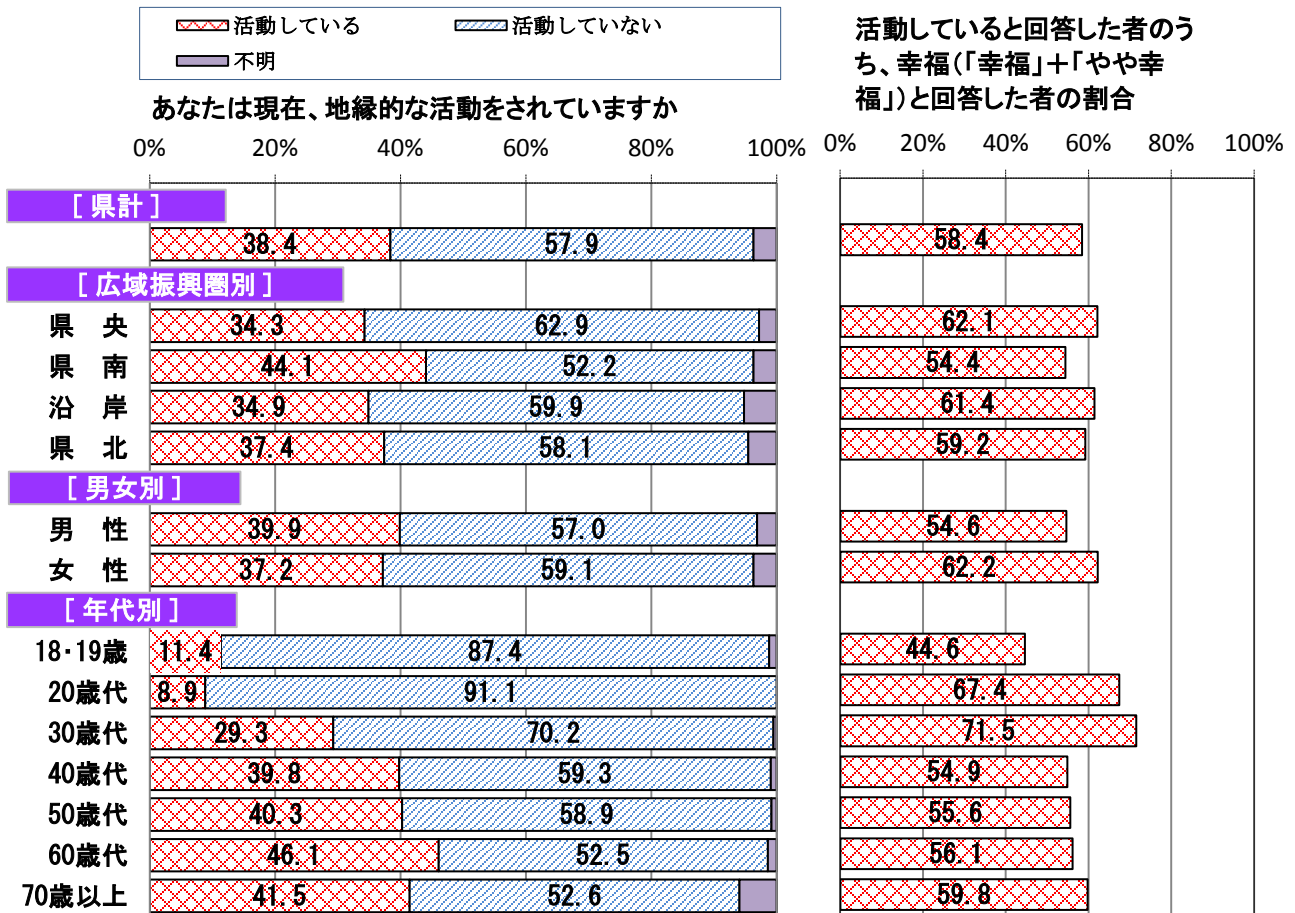 活動している 活動していない
不明
あなたは現在、地縁的な活動をされていますか
0% 20% 40% 60% 80% 100%
活動していると回答した者のう
ち、幸福(「幸福」＋「やや幸
福」)と回答した者の割合
0% 20% 40% 60% 80% 100%
[ 県計 ]
38.4 57.9 58.4
[ 広域振興圏別 ]
県 央 34.3 62.9 62.1
県 南 44.1 52.2 54.4
沿 岸 34.9 59.9 61.4
県 北 37.4 58.1 59.2
[ 男女別 ]
男 性 39.9 57.0 54.6
女 性 37.2 59.1 62.2
[ 年代別 ]
18・19歳 11.4 87.4 44.6
20歳代 8.9 91.1 67.4
30歳代 29.3 70.2 71.5
40歳代 39.8 59.3 54.9
50歳代 40.3 58.9 55.6
60歳代 46.1 52.5 56.1
70歳以上 41.5 52.6 59.8